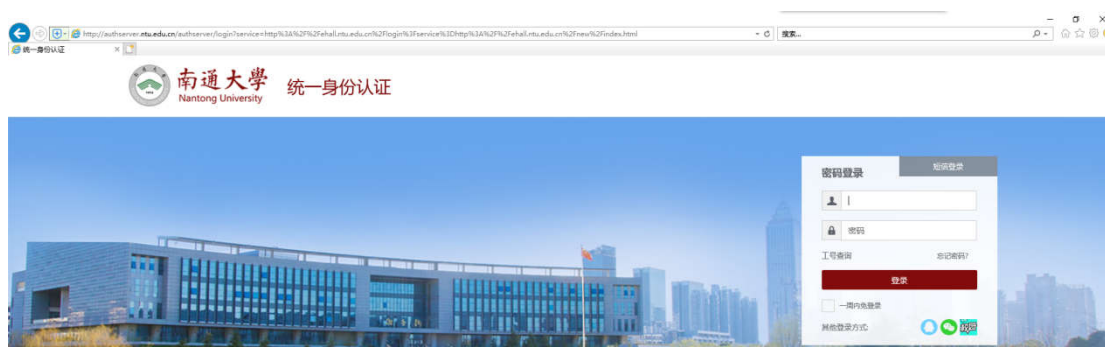 http://authserver.ntu.edu.cn/authserver/login?service=http%3A%2F%2Fehall.ntu.edu.cn%2Flogin%3Fservice%3Dhttp%3A%2F%2Fehall.ntu.edu.cn%2Fnew%2Findex.html
搜索...
统一身份认证
南通大學
Nantong University
统一身份认证
密码登录
短信登录
密码
工号查询
忘记密码?
登录
一周内免登录
其他登录方式: